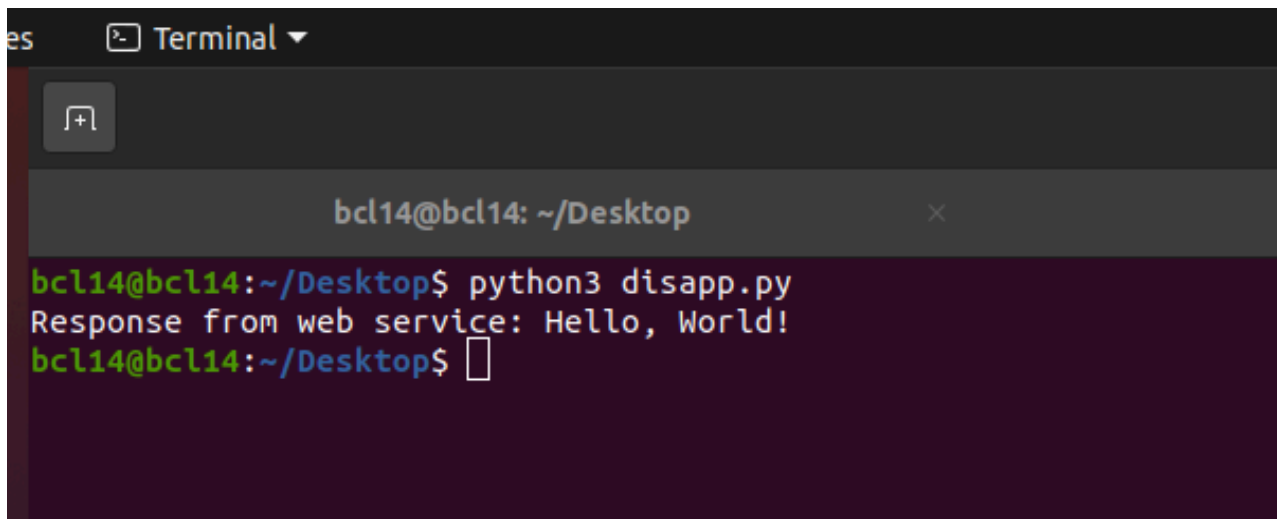 es Terminal
bcl14@bcl14: ~/Desktop
bcl14@bcl14:~/Desktop$ python3 disapp.py
Response from web service: Hello, World!
bcl14@bcl14:~/Desktop$